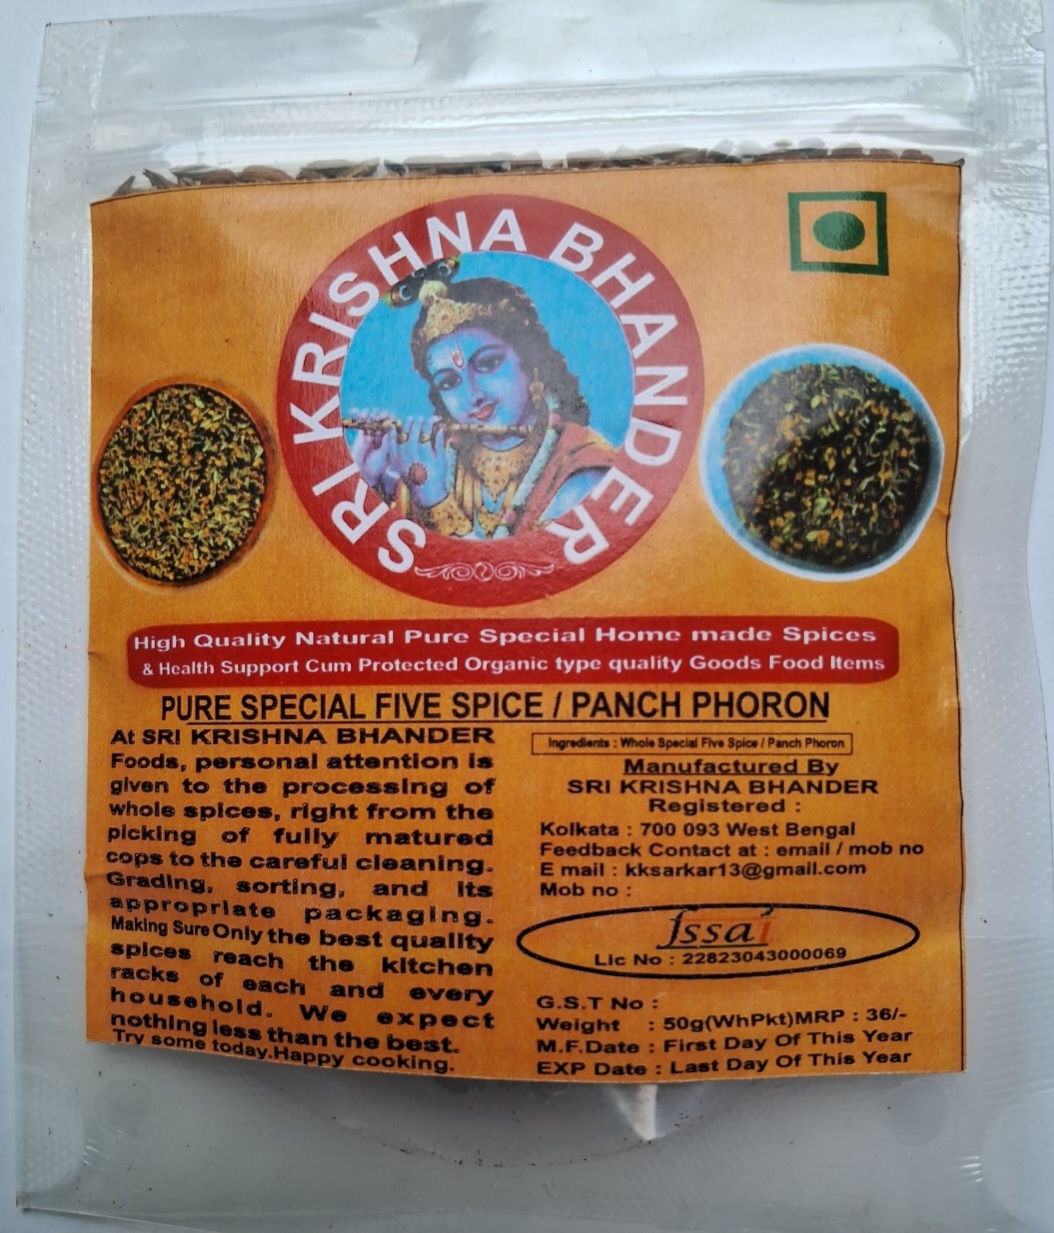 SRI KRISHNA BHANDER
High Quality Natural Pure Special Home made Spices
& Health Support Cum Protected Organic type quality Goods Food Items
PURE SPECIAL FIVE SPICE / PANCH PHORON
At SRI KRISHNA BHANDER
Foods, personal attention is
given to the processing of
whole spices, right from the
picking of fully matured
cops to the careful cleaning.
Grading, sorting, and its
appropriate packaging.
Making Sure Only the best quality
spices reach the kitchen
racks of each and every
household. We expect
nothing less than the best.
Try some today.Happy cooking.
Ingredients : Whole Special Five Spice / Panch Phoron
Manufactured By
SRI KRISHNA BHANDER
Registered :
Kolkata : 700 093 West Bengal
Feedback Contact at : email / mob no
E mail : kksarkar13@gmail.com
Mob no :
fssai
Lic No : 22823043000069
G.S.T No :
Weight : 50g(WhPkt)MRP : 36/-
M.F.Date : First Day Of This Year
EXP Date : Last Day Of This Year